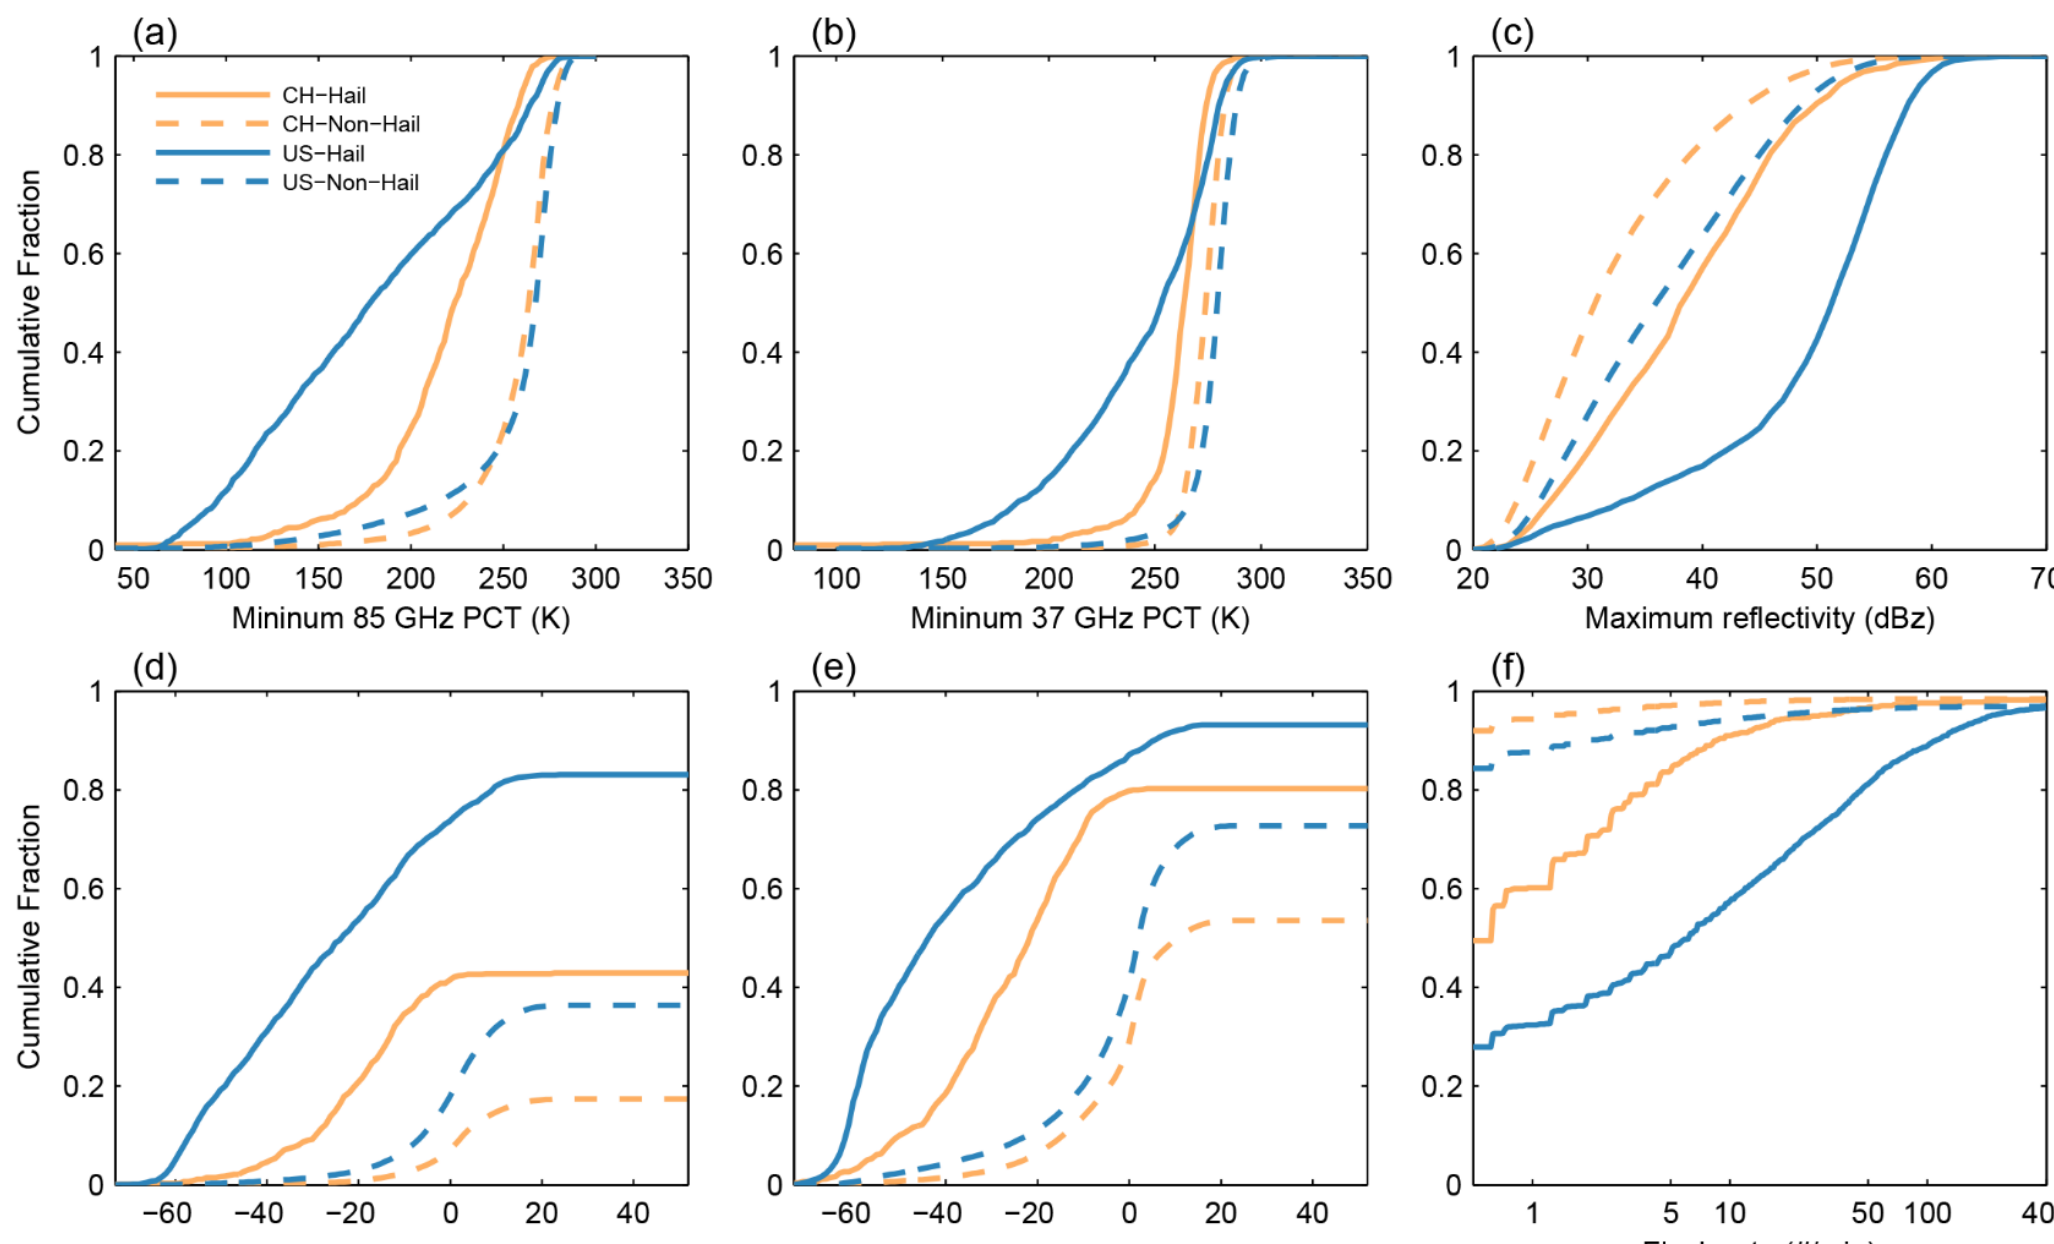 (a)
1
0.8
0.6
0.4
0.2
0
Cumulative Fraction
CH−Hail
CH−Non−Hail
US−Hail
US−Non−Hail
50 100 150 200 250 300 350
Mininum 85 GHz PCT (K)
(b)
1
0.8
0.6
0.4
0.2
0
100 150 200 250 300 350
Mininum 37 GHz PCT (K)
(c)
1
0.8
0.6
0.4
0.2
0
20 30 40 50 60
Maximum reflectivity (dBz)
(d)
1
0.8
0.6
0.4
0.2
0
Cumulative Fraction
−60 −40 −20 0 20 40
(e)
1
0.8
0.6
0.4
0.2
0
−60 −40 −20 0 20 40
(f)
1
0.8
0.6
0.4
0.2
0
1 5 10 50 100 40